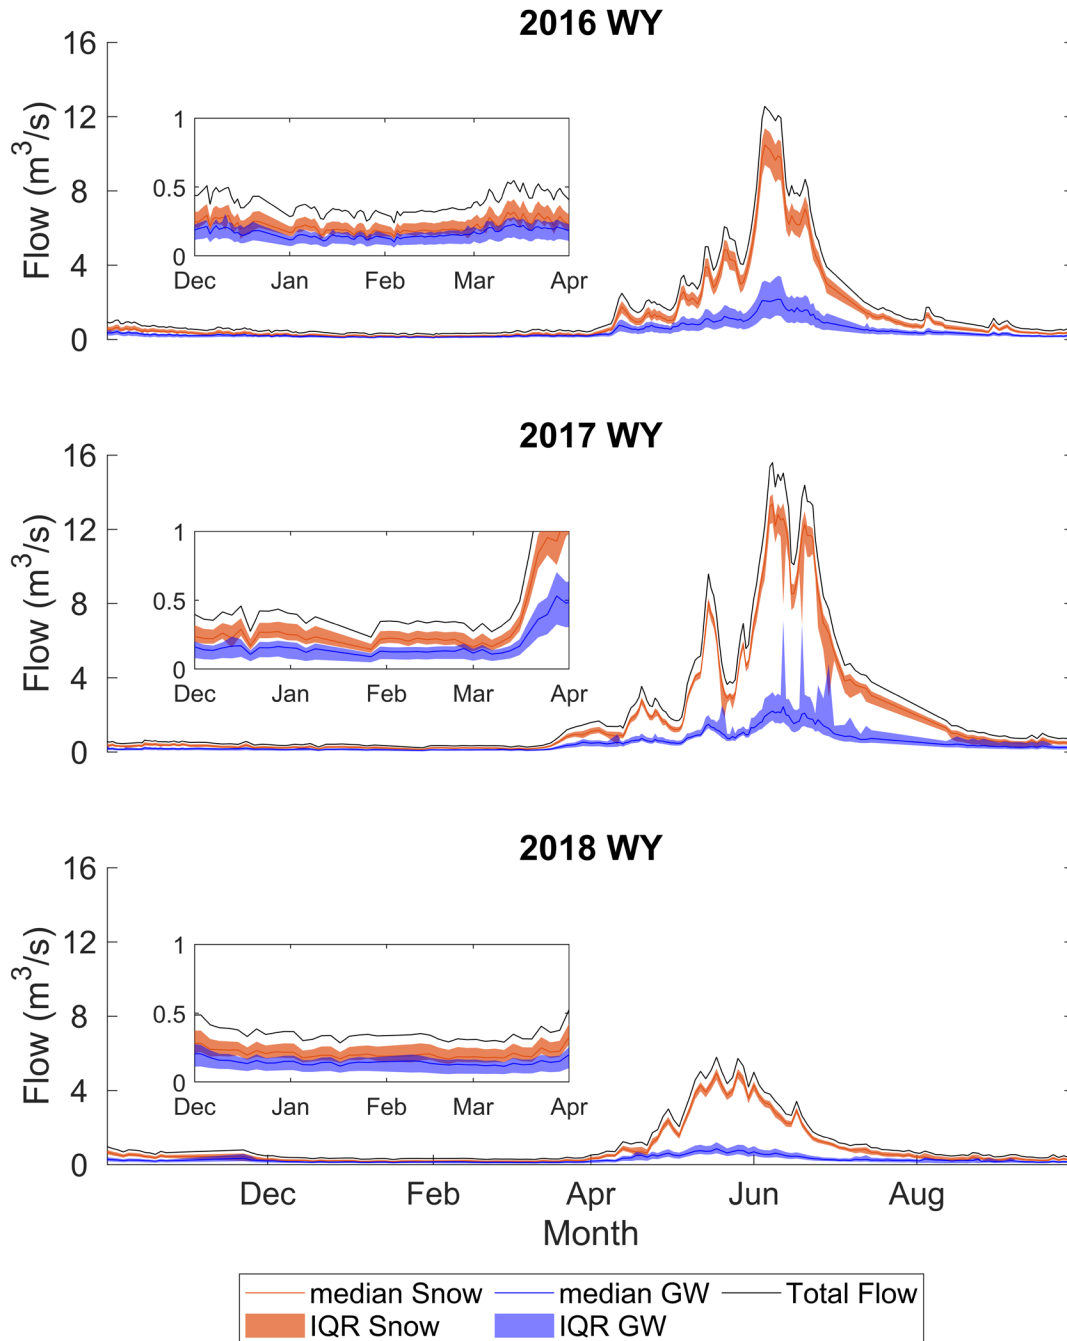 2016 WY
16
12
8
4
0
Flow (m³/s)
1
0.5
0
Dec Jan Feb Mar Apr
2017 WY
16
12
8
4
0
Flow (m³/s)
1
0.5
0
Dec Jan Feb Mar Apr
2018 WY
16
12
8
4
0
Flow (m³/s)
1
0.5
0
Dec Jan Feb Mar Apr
Dec Feb Apr Jun Aug
Month
median Snow median GW Total Flow
IQR Snow IQR GW